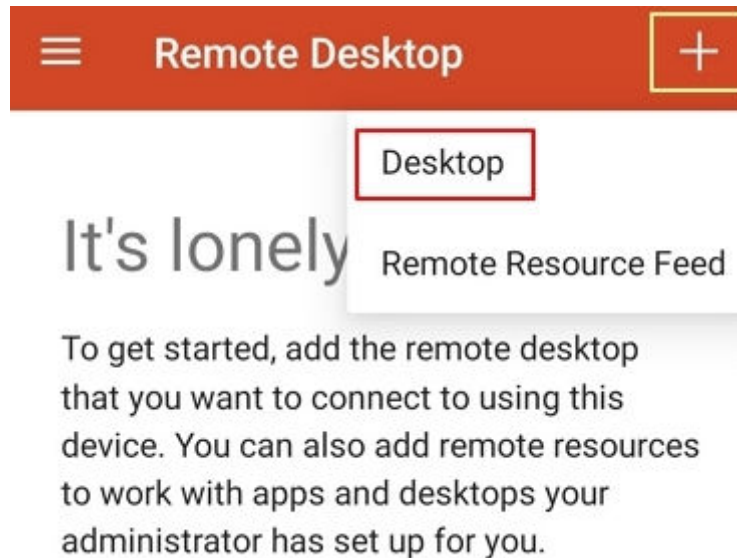 Remote Desktop
Desktop
It's lonely
Remote Resource Feed
To get started, add the remote desktop
that you want to connect to using this
device. You can also add remote resources
to work with apps and desktops your
administrator has set up for you.